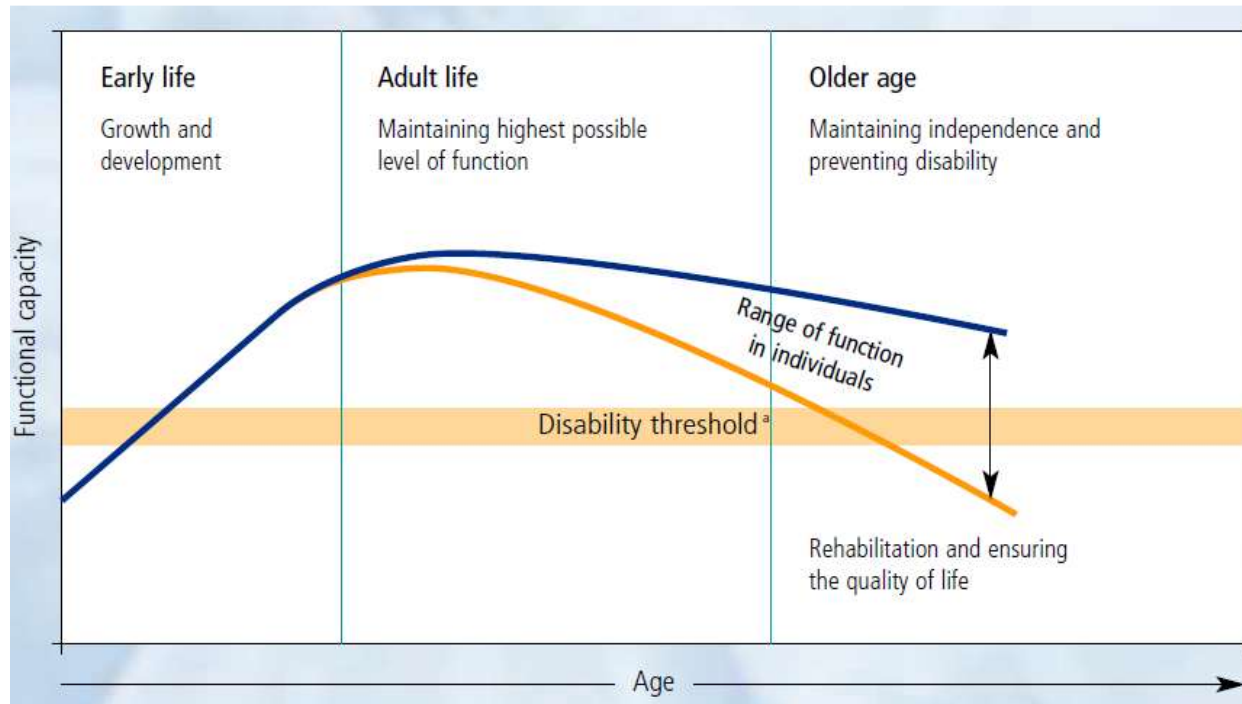 Early life
Growth and
development
Adult life
Maintaining highest possible
level of function
Older age
Maintaining independence and
preventing disability
Functional capacity
Range of function
in individuals
Disability threshold ª
Rehabilitation and ensuring
the quality of life
Age